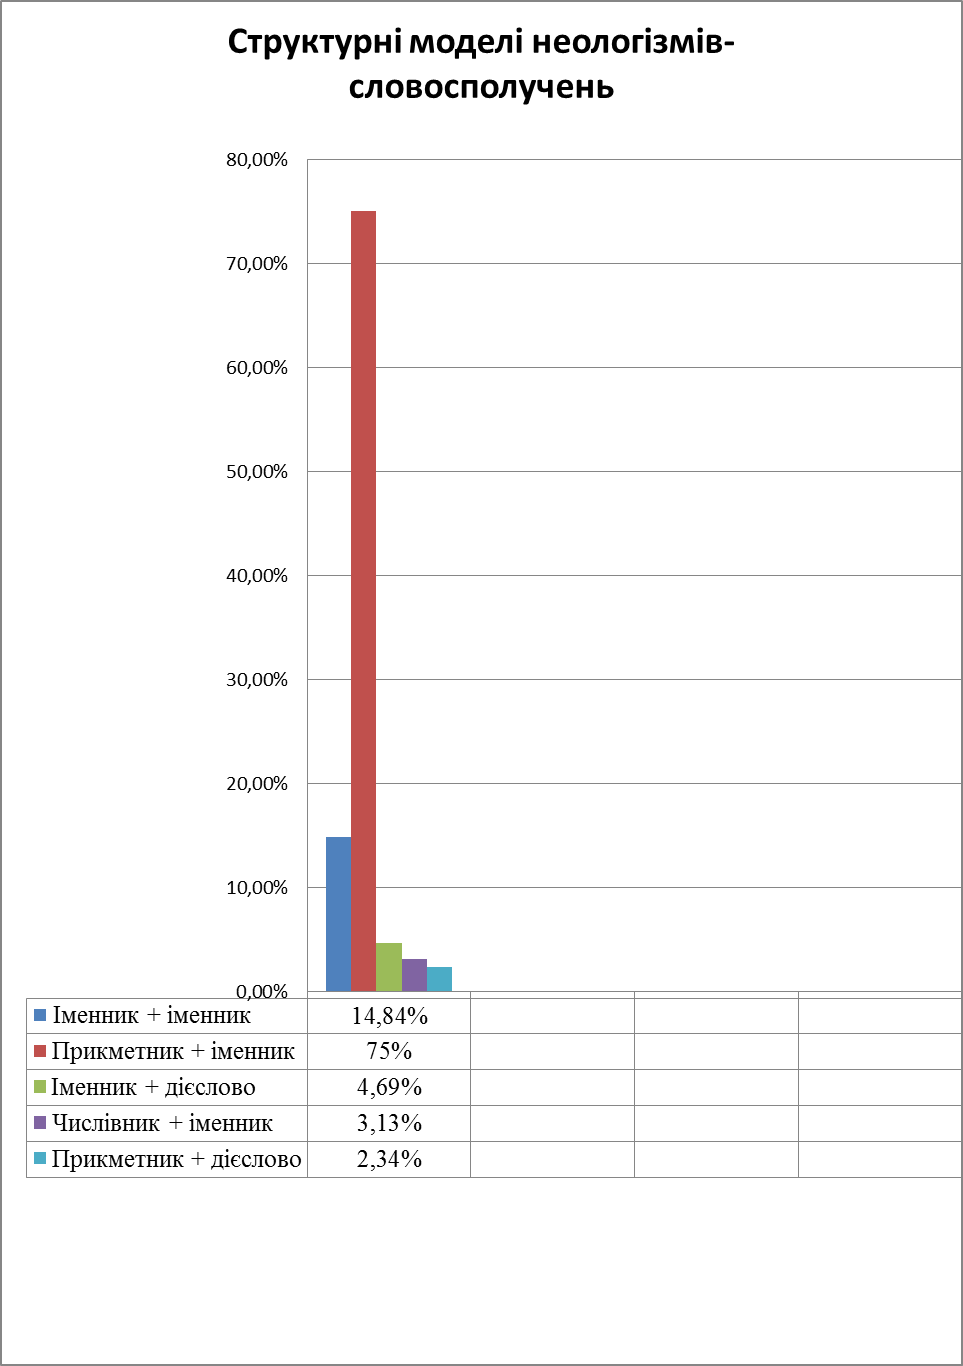 Структурні моделі неологізмів-
словосполучень
80,00%
70,00%
60,00%
50,00%
40,00%
30,00%
20,00%
10,00%
0,00%
Іменник + іменник 14,84%
Прикметник + іменник 75%
Іменник + дієслово 4,69%
Числівник + іменник 3,13%
Прикметник + дієслово 2,34%